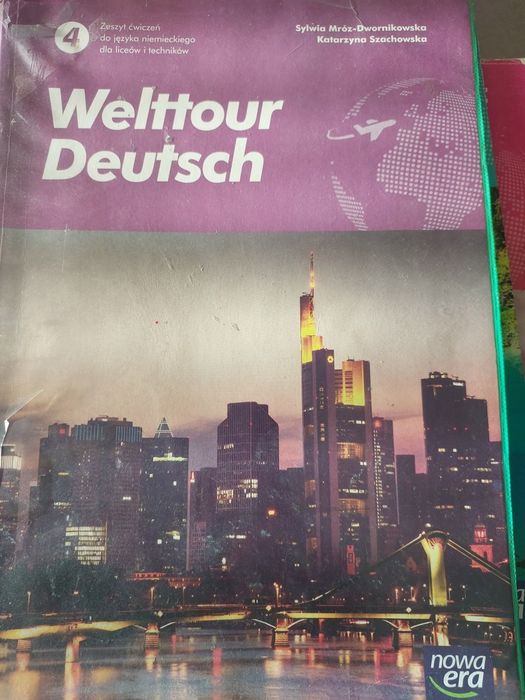 4
Zeszyt ćwiczeń
do języka niemieckiego
dla liceów i techników
Sylwia Mróz-Dwornikowska
Katarzyna Szachowska
Welttour
Deutsch
nowa
era